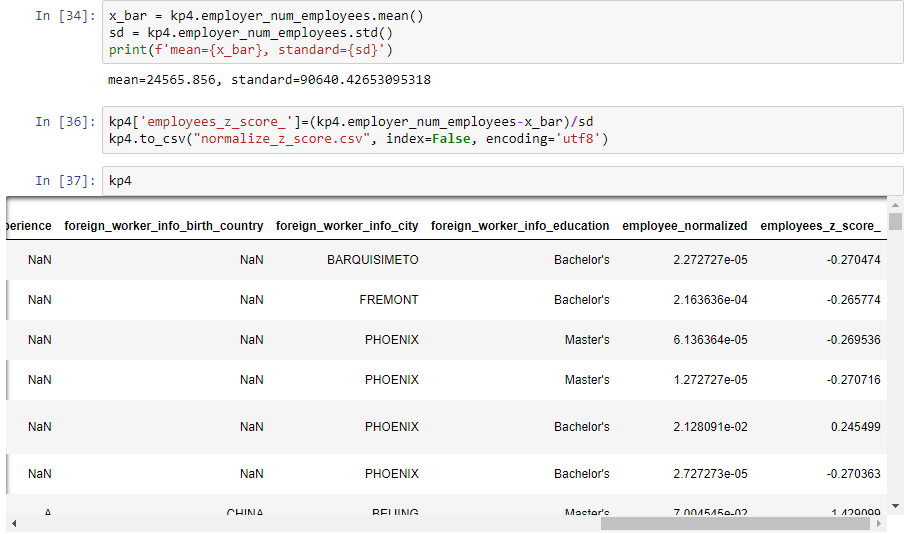 In [34]: x_bar = kp4.employer_num_employees.mean()
sd = kp4.employer_num_employees.std()
print(f'mean={x_bar}, standard={sd}')
mean=24565.856, standard=90640.42653095318
In [36]: kp4['employees_z_score_']=(kp4.employer_num_employees-x_bar)/sd
kp4.to_csv("normalize_z_score.csv", index=False, encoding='utf8')
In [37]: kp4
perience foreign_worker_info_birth_country foreign_worker_info_city foreign_worker_info_education employee_normalized employees_z_score_
NaN NaN BARQUISIMETO Bachelor's 2.272727e-05 -0.270474
NaN NaN FREMONT Bachelor's 2.163636e-04 -0.265774
NaN NaN PHOENIX Master's 6.136364e-05 -0.269536
NaN NaN PHOENIX Master's 1.272727e-05 -0.270716
NaN NaN PHOENIX Bachelor's 2.128091e-02 0.245499
NaN NaN PHOENIX Bachelor's 2.727273e-05 -0.270363
A CHINA BEIJING Master's 7.004545e-02 1.429099